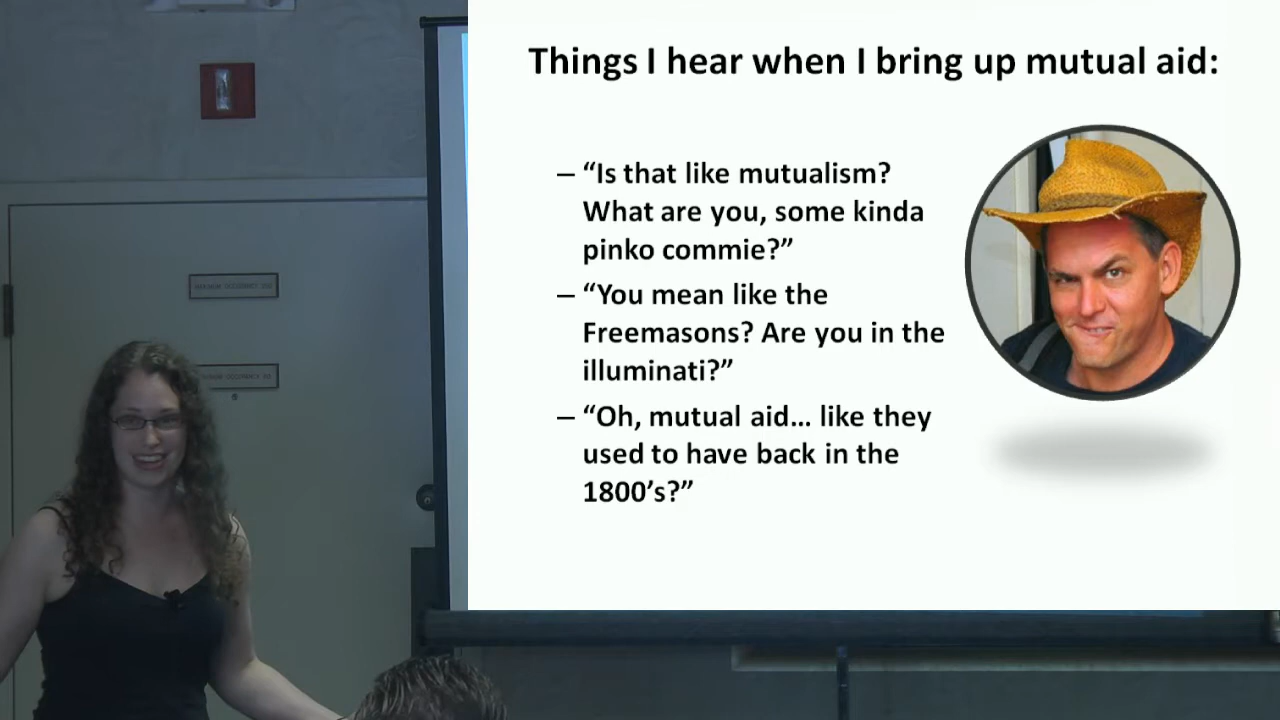 Things I hear when I bring up mutual aid:
– “Is that like mutualism?
What are you, some kinda
pinko commie?”
– “You mean like the
Freemasons? Are you in the
illuminati?”
– “Oh, mutual aid... like they
used to have back in the
1800’s?”